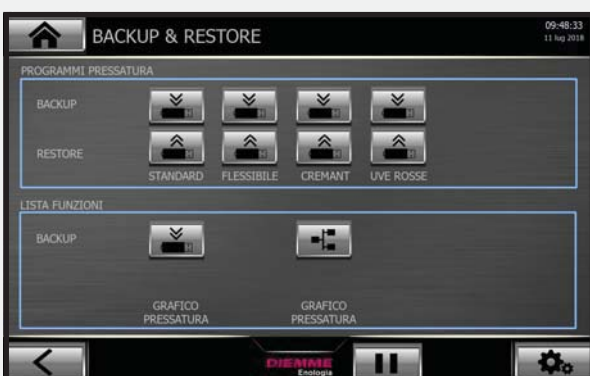 BACKUP & RESTORE
09:48:33
11 lug 2018
PROGRAMMI PRESSATURA
BACKUP
RESTORE
STANDARD FLESSIBILE CREMANT UVE ROSSE
LISTA FUNZIONI
BACKUP
GRAFICO PRESSATURA
GRAFICO PRESSATURA
DIEMME
Enologia